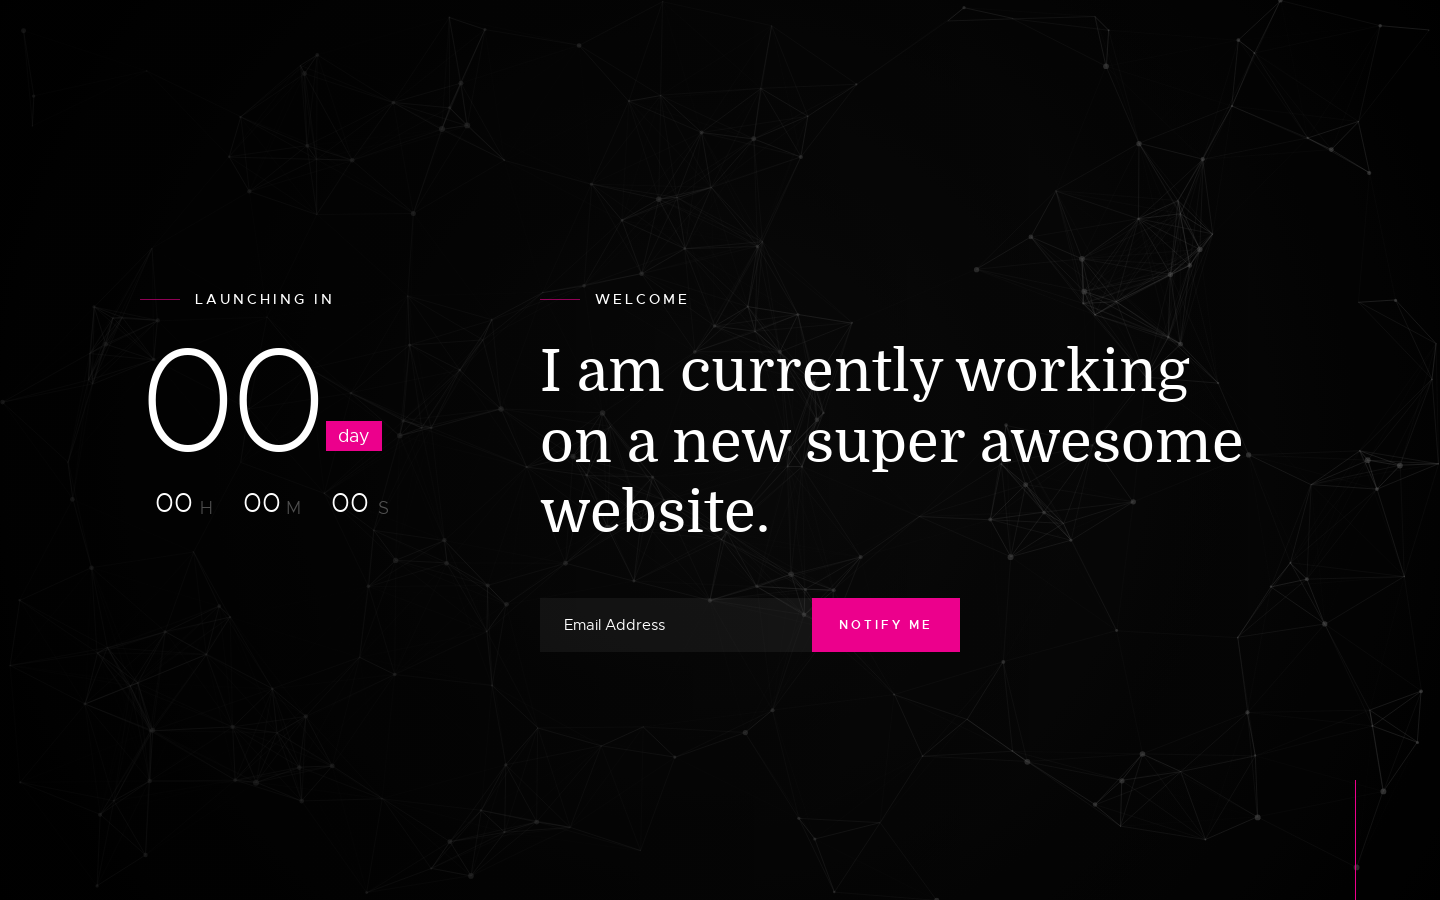 LAUNCHING IN
00 day
00 H 00 M 00 S
WELCOME
I am currently working
on a new super awesome
website.
Email Address
NOTIFY ME